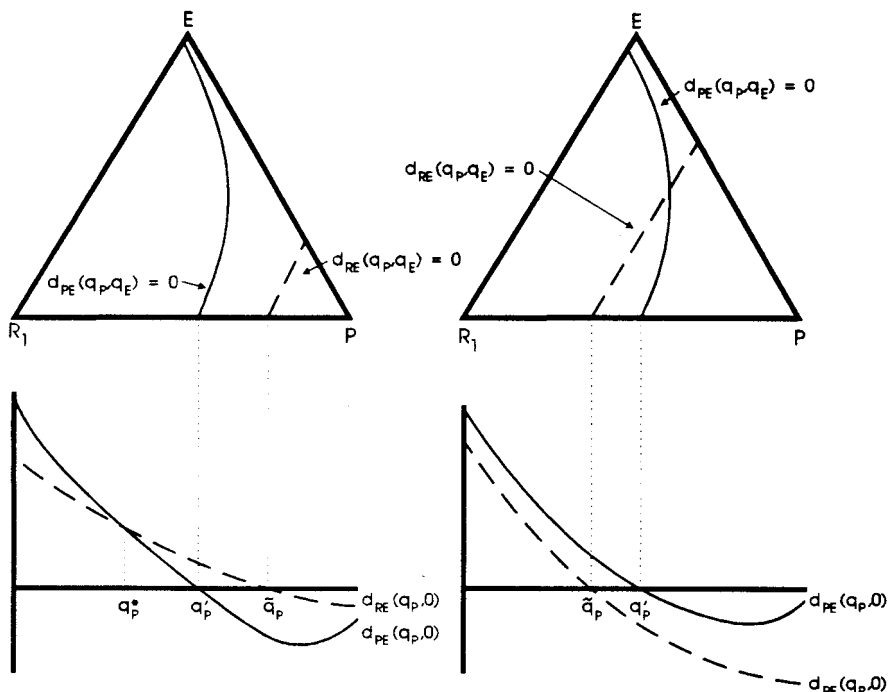 E
E
d_PE(q_P,q_E) = 0
d_RE(q_P,q_E) = 0
d_RE(q_P,q_E) = 0
d_PE(q_P,q_E) = 0
R_1
P
R_1
P
q*_P
q'_P
q̃_P
d_RE(q_P,0)
d_PE(q_P,0)
q̃_P
q'_P
d_PE(q_P,0)
d_PE(q_P,0)